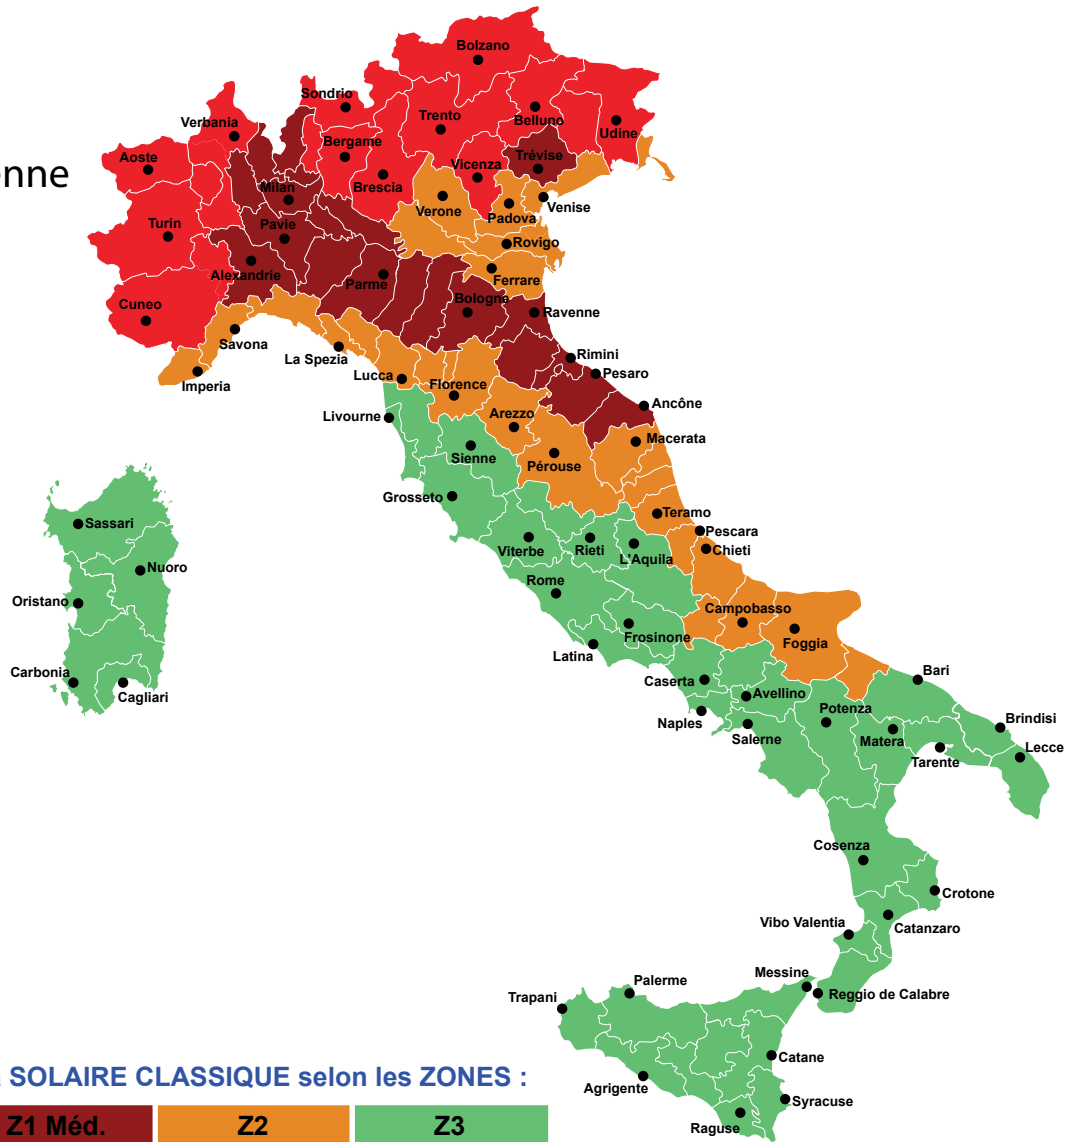 Bolzano
Sondrio
Trento
Belluno
Udine
Verbania
Bergame
Aoste
Vicenza
Trévise
enne
Milan
Brescia
Verone
Padova
Venise
Turin
Pavie
Rovigo
Alexandrie
Parme
Ferrare
Cuneo
Bologne
Ravenne
Savona
La Spezia
Rimini
Imperia
Lucca
Florence
Pesaro
Livourne
Arezzo
Ancône
Sienne
Pérouse
Macerata
Grosseto
Sassari
Teramo
Viterbe
Rieti
L'Aquila
Pescara
Chieti
Nuoro
Rome
Oristano
Campobasso
Frosinone
Foggia
Latina
Carbonia
Cagliari
Caserta
Avellino
Bari
Naples
Salerne
Potenza
Matera
Brindisi
Tarente
Lecce
Cosenza
Crotone
Vibo Valentia
Catanzaro
Messine
Reggio de Calabre
Trapani
Palerme
Catane
Agrigente
Syracuse
Raguse
SOLAIRE CLASSIQUE selon les ZONES :
Z1 Méd. Z2 Z3